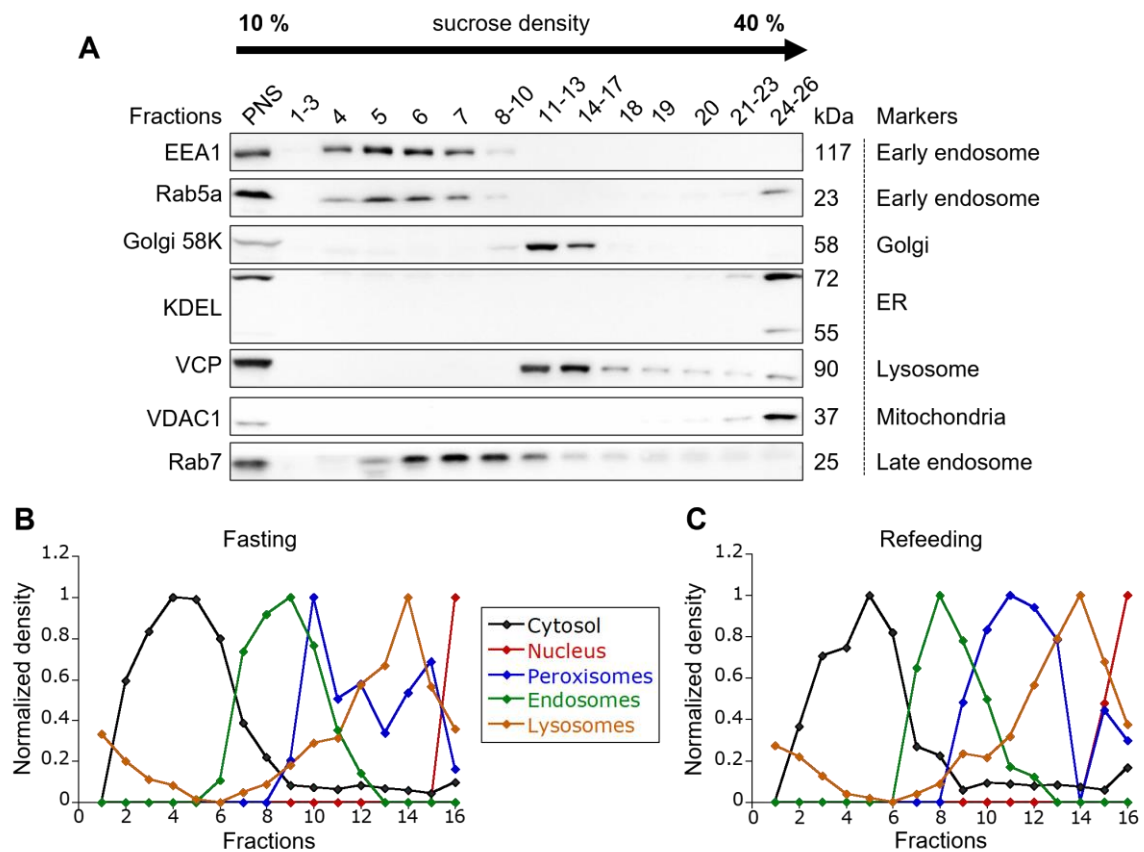 A
10 % sucrose density 40 %
Fractions PNS 1-3 4 5 6 7 8-10 11-13 14-17 18 19 20 21-23 24-26 kDa Markers
EEA1 117 Early endosome
Rab5a 23 Early endosome
Golgi 58K 58 Golgi
KDEL 72 ER
55
VCP 90 Lysosome
VDAC1 37 Mitochondria
Rab7 25 Late endosome
B
Fasting
Normalized density
1.2
1
0.8
0.6
0.4
0.2
0
0 2 4 6 8 10 12 14 16
Fractions
Cytosol
Nucleus
Peroxisomes
Endosomes
Lysosomes
C
Refeeding
Normalized density
1.2
1
0.8
0.6
0.4
0.2
0
0 2 4 6 8 10 12 14 16
Fractions